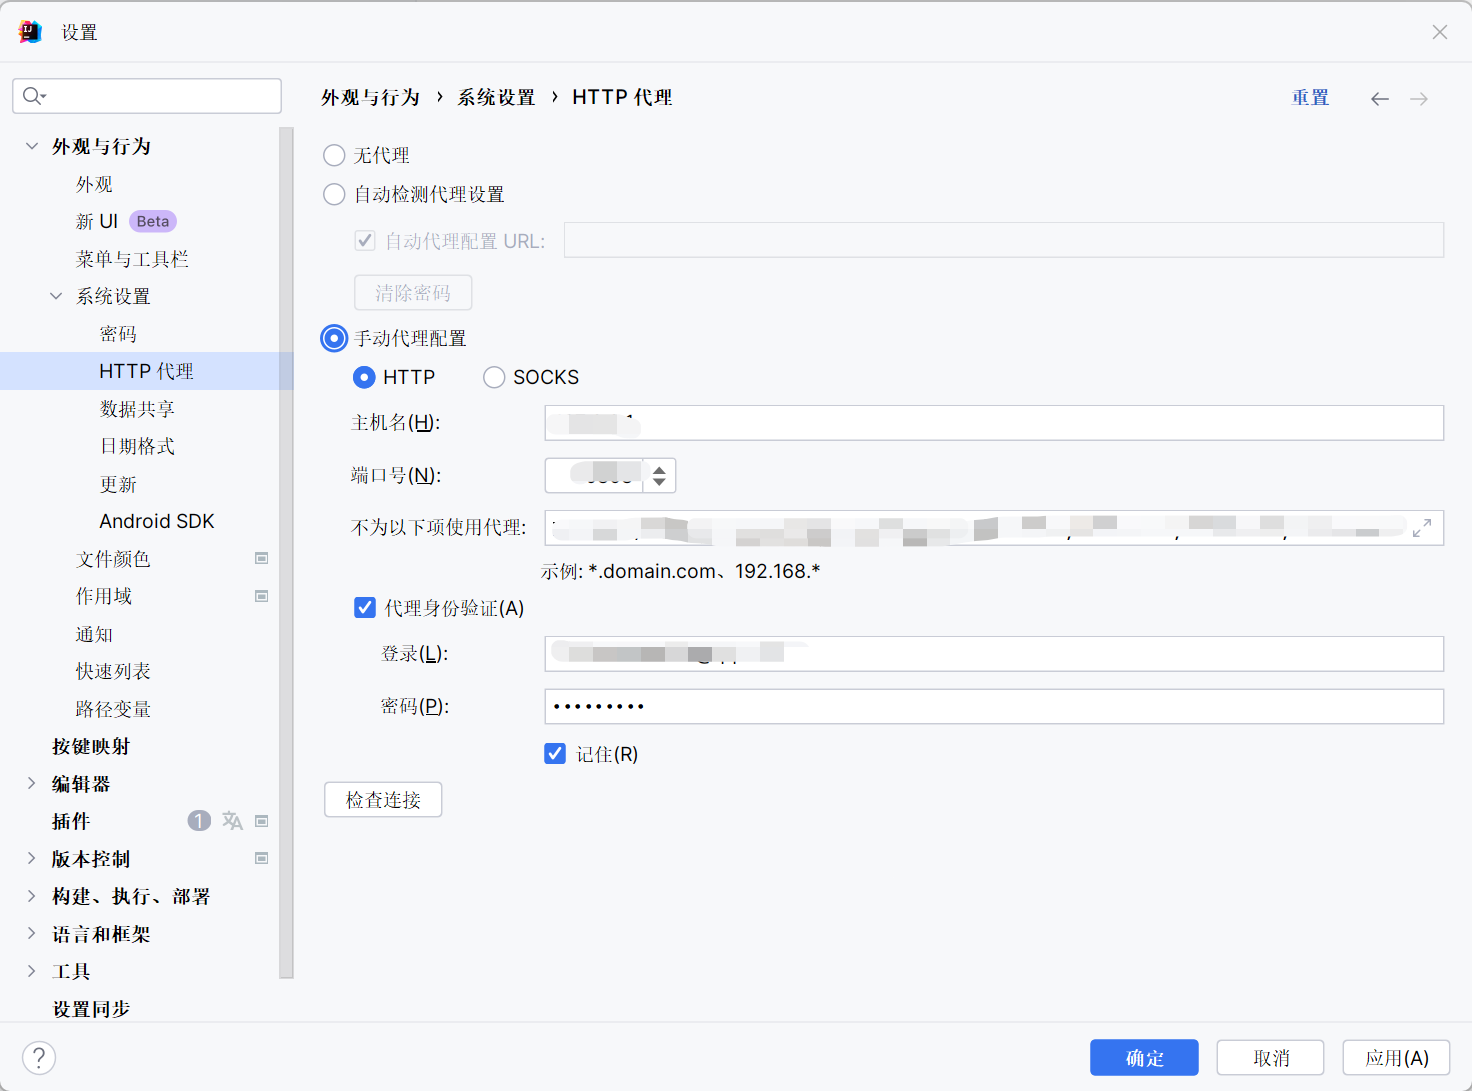 设置
外观与行为 › 系统设置 › HTTP 代理
重置
外观与行为
外观
新 UI Beta
菜单与工具栏
系统设置
密码
HTTP 代理
数据共享
日期格式
更新
Android SDK
文件颜色
作用域
通知
快速列表
路径变量
按键映射
编辑器
插件 1
版本控制
构建、执行、部署
语言和框架
工具
设置同步
无代理
自动检测代理设置
自动代理配置 URL:
清除密码
手动代理配置
HTTP SOCKS
主机名(H):
端口号(N):
不为以下项使用代理:
示例: *.domain.com、192.168.*
代理身份验证(A)
登录(L):
密码(P): •••••••••
记住(R)
检查连接
?
确定 取消 应用(A)